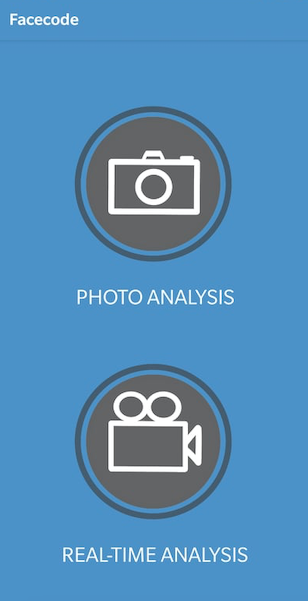 Facecode
PHOTO ANALYSIS
REAL-TIME ANALYSIS